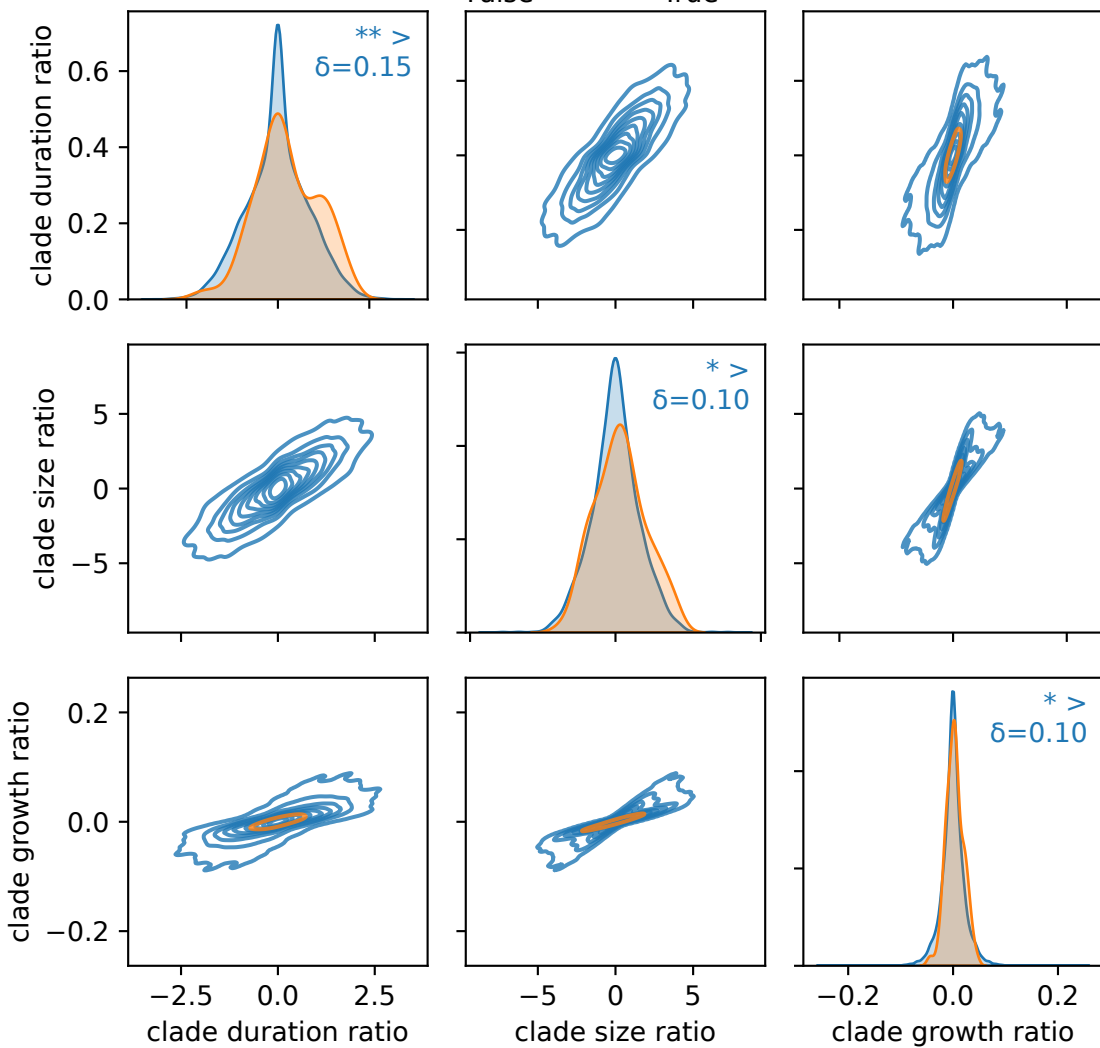 True
clade duration ratio
0.6
0.4
0.2
0.0
** >
δ=0.15
clade size ratio
5
0
−5
* >
δ=0.10
clade growth ratio
0.2
0.0
−0.2
* >
δ=0.10
−2.5 0.0 2.5
−5 0 5
−0.2 0.0 0.2
clade duration ratio
clade size ratio
clade growth ratio